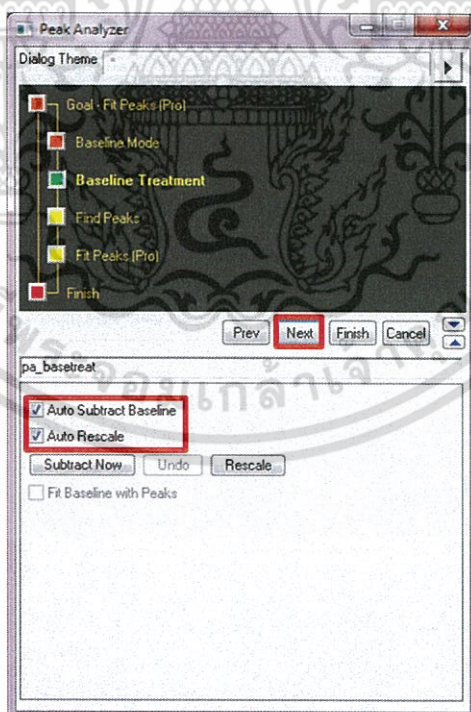 Peak Analyzer
Dialog Theme *
Goal - Fit Peaks (Pro)
Baseline Mode
Baseline Treatment
Find Peaks
Fit Peaks (Pro)
Finish
Prev Next Finish Cancel
pa_basetreat
Auto Subtract Baseline
Auto Rescale
Subtract Now Undo Rescale
Fit Baseline with Peaks